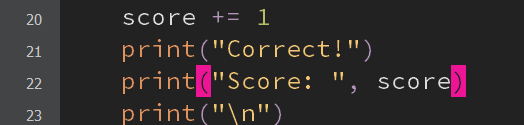 20 score += 1
21 print("Correct!")
22 print("Score: ", score)
23 print("\n")